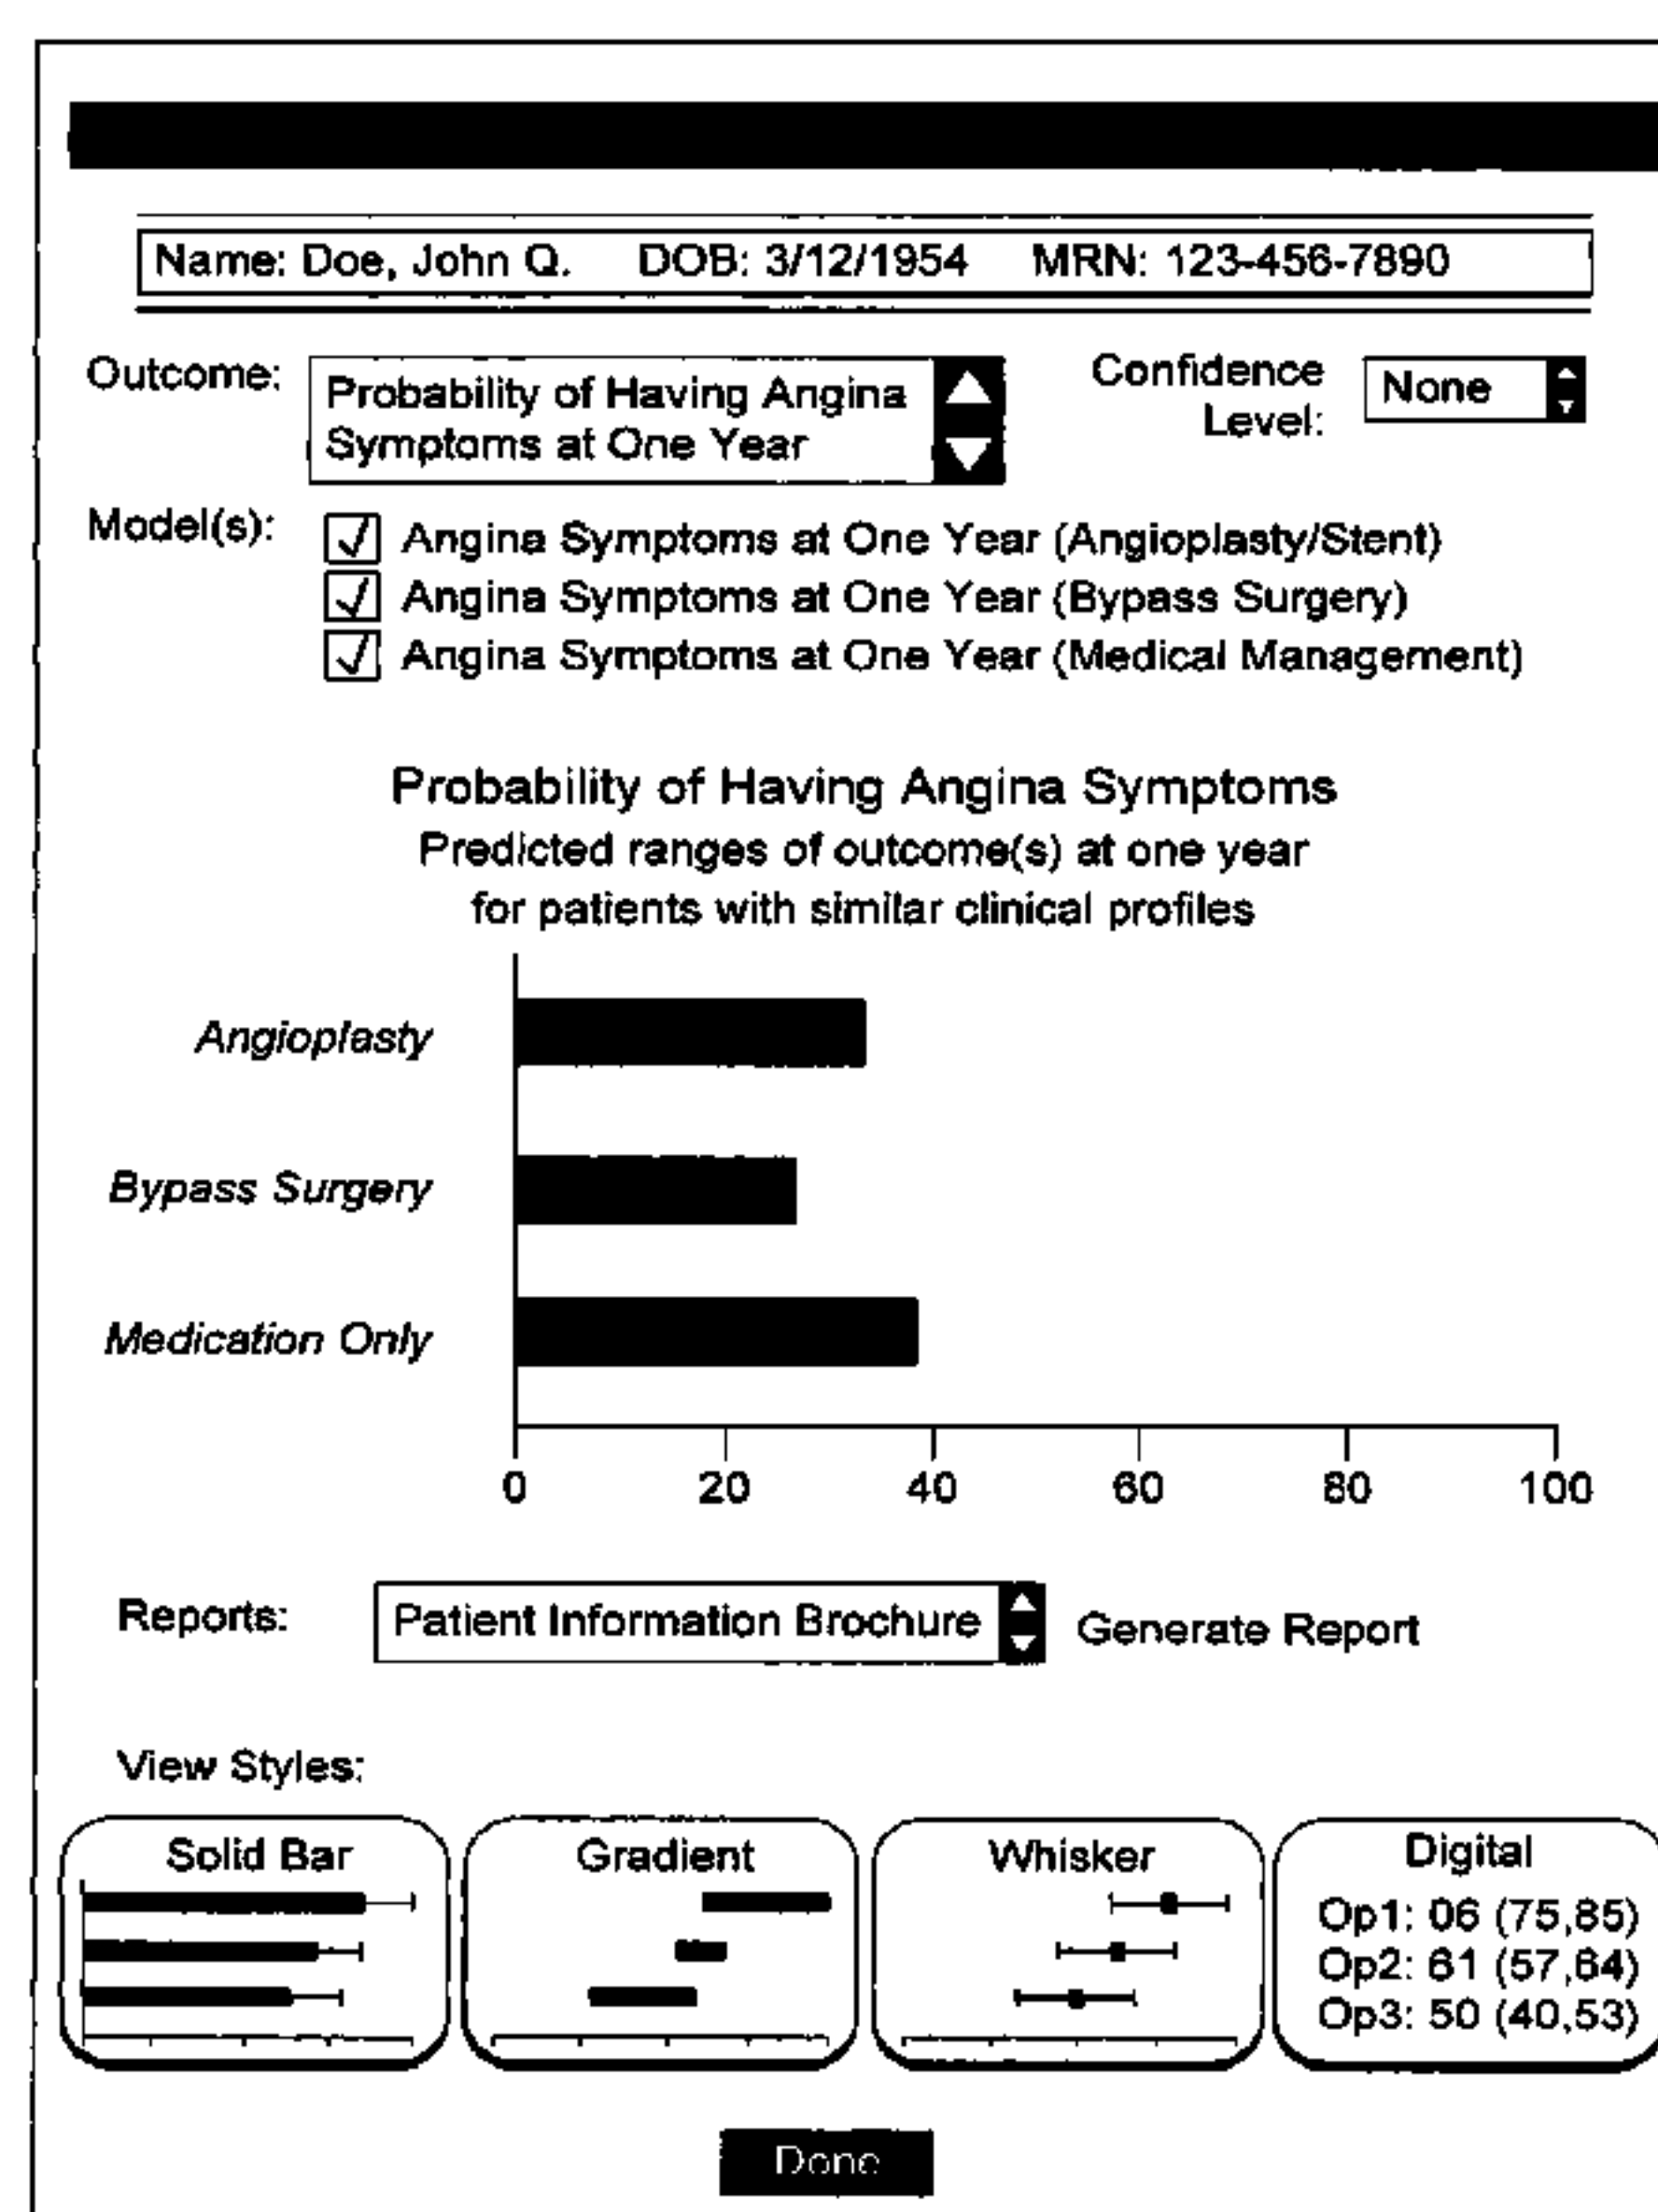 Name: Doe, John Q. DOB: 3/12/1954 MRN: 123-456-7890
Outcome: Probability of Having Angina Symptoms at One Year
Confidence Level: None
Model(s):
Angina Symptoms at One Year (Angioplasty/Stent)
Angina Symptoms at One Year (Bypass Surgery)
Angina Symptoms at One Year (Medical Management)
Probability of Having Angina Symptoms
Predicted ranges of outcome(s) at one year
for patients with similar clinical profiles
Angioplasty
Bypass Surgery
Medication Only
0 20 40 60 80 100
Reports: Patient Information Brochure Generate Report
View Styles:
Solid Bar
Gradient
Whisker
Digital
Op1: 06 (75,85)
Op2: 61 (57,64)
Op3: 50 (40,53)
Done